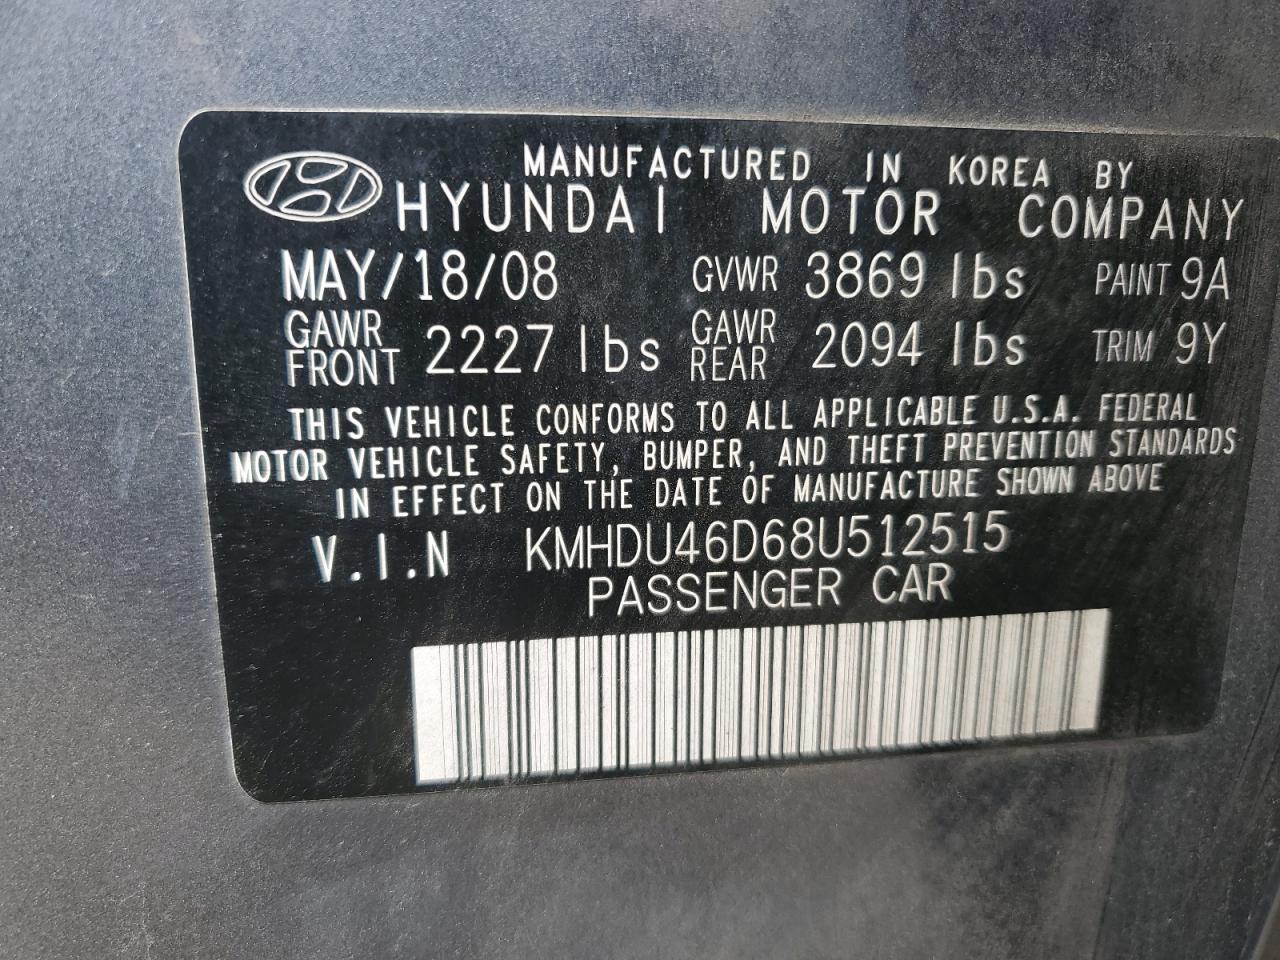 MANUFACTURED IN KOREA BY
HYUNDAI MOTOR COMPANY
MAY/18/08 GVWR 3869 lbs PAINT 9A
GAWR FRONT 2227 lbs GAWR REAR 2094 lbs TRIM 9Y
THIS VEHICLE CONFORMS TO ALL APPLICABLE U.S.A. FEDERAL
MOTOR VEHICLE SAFETY, BUMPER, AND THEFT PREVENTION STANDARDS
IN EFFECT ON THE DATE OF MANUFACTURE SHOWN ABOVE
V.I.N KMHDU46D68U512515
PASSENGER CAR